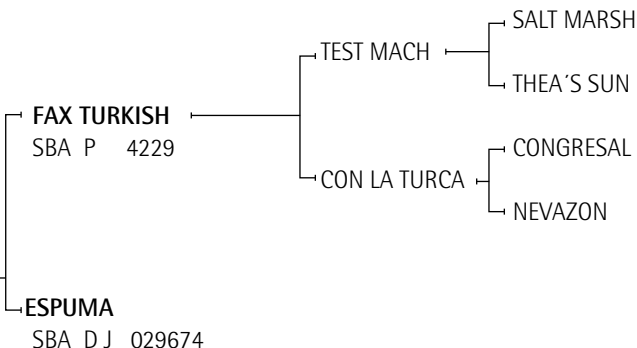 SALT MARSH
TEST MACH
THEA´S SUN
FAX TURKISH
SBA P 4229
CONGRESAL
CON LA TURCA
NEVAZON
ESPUMA
SBA D J 029674